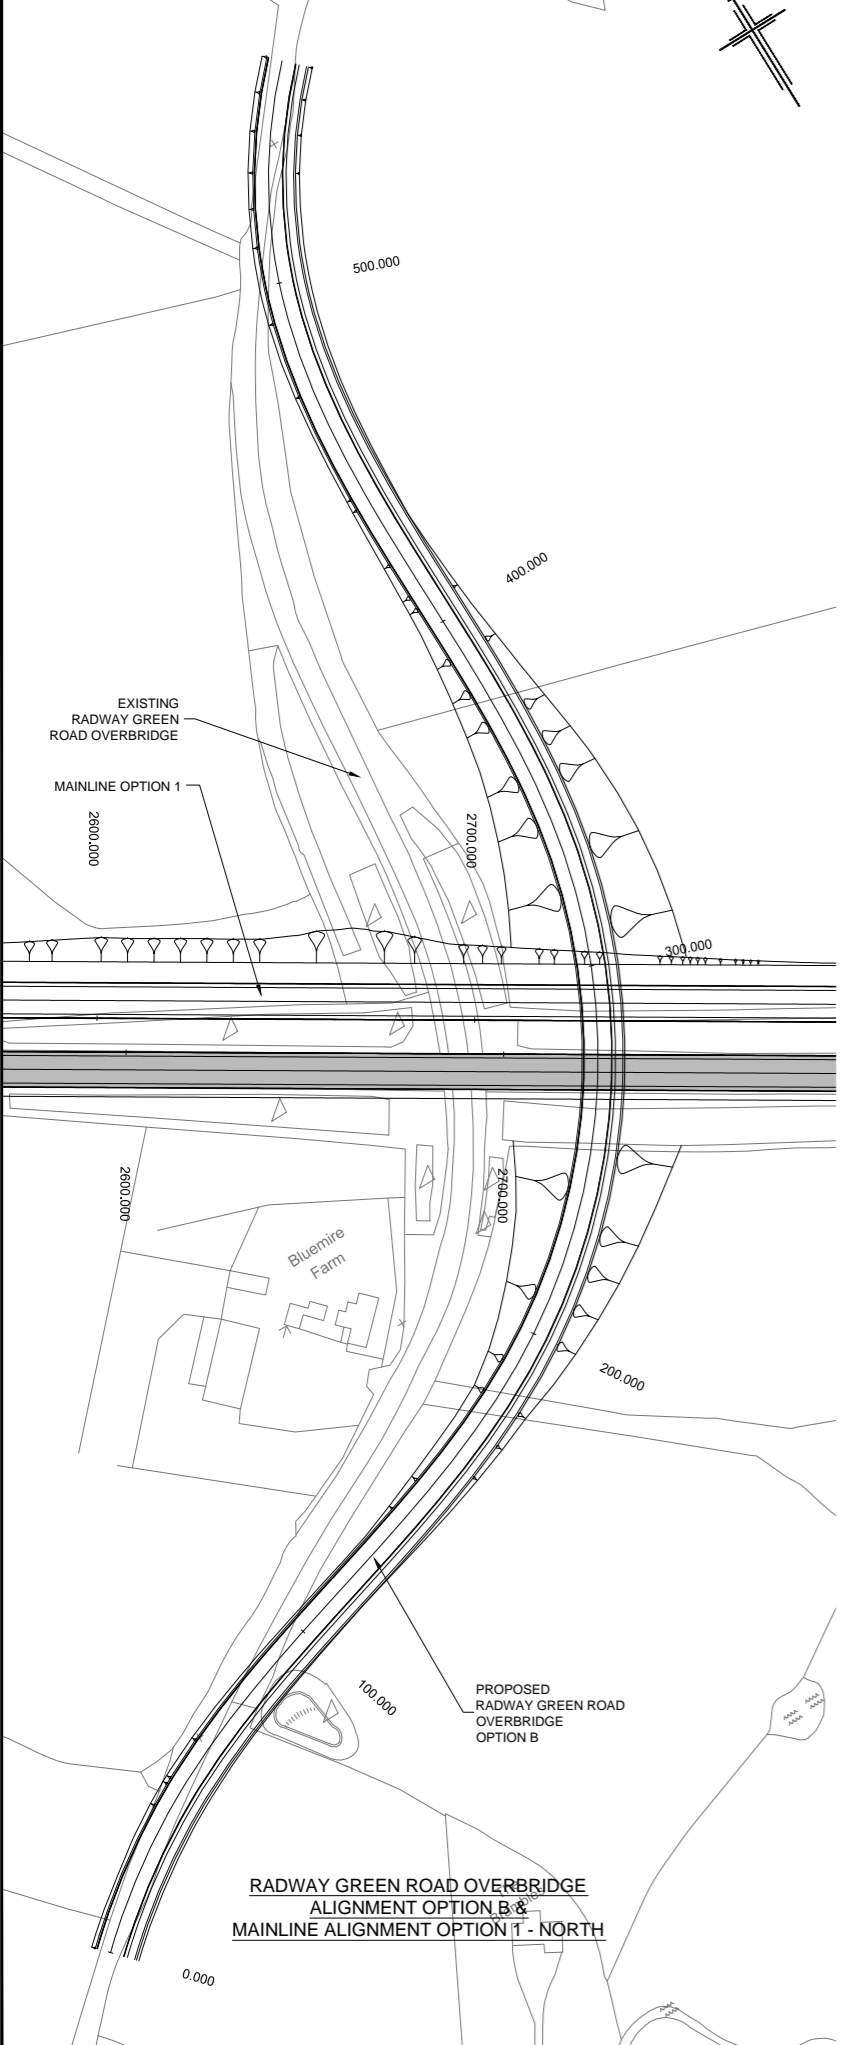 500.000
400.000
EXISTING
RADWAY GREEN
ROAD OVERBRIDGE
MAINLINE OPTION 1
2600.000
2700.000
300.000
2600.000
2700.000
Bluemire
Farm
200.000
100.000
PROPOSED
RADWAY GREEN ROAD
OVERBRIDGE
OPTION B
RADWAY GREEN ROAD OVERBRIDGE
ALIGNMENT OPTION B &
MAINLINE ALIGNMENT OPTION 1 - NORTH
The
Brambles
0.000